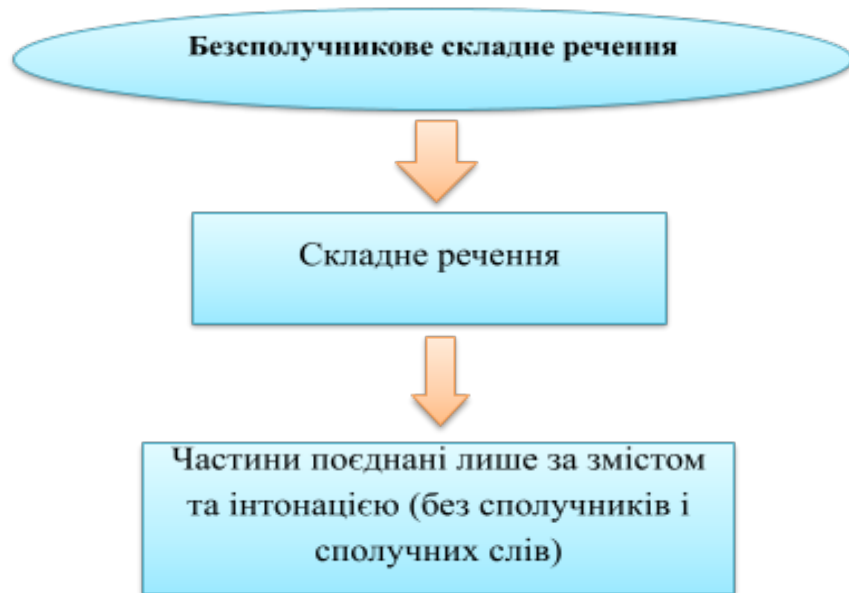 Безсполучникове складне речення
Складне речення
Частини поєднані лише за змістом
та інтонацією (без сполучників і
сполучних слів)